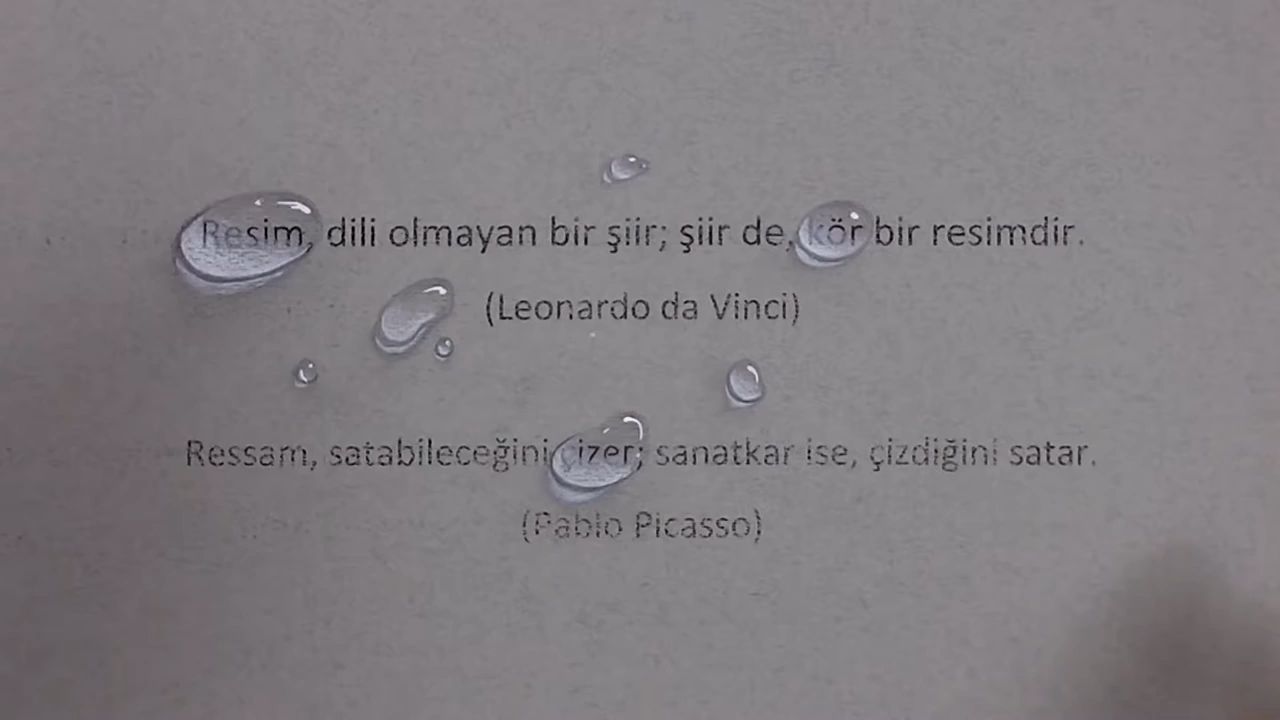 Resim, dili olmayan bir şiir; şiir de, kör bir resimdir.
(Leonardo da Vinci)
Ressam, satabileceğini çizer; sanatkar ise, çizdiğini satar.
(Pablo Picasso)